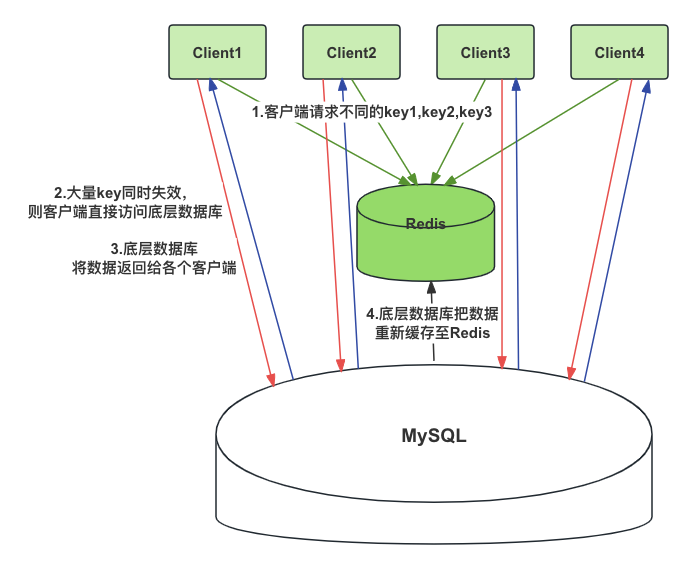 Client1
Client2
Client3
Client4
1.客户端请求不同的key1,key2,key3
2.大量key同时失效,
则客户端直接访问底层数据库
Redis
3.底层数据库
将数据返回给各个客户端
4.底层数据库把数据
重新缓存至Redis
MySQL